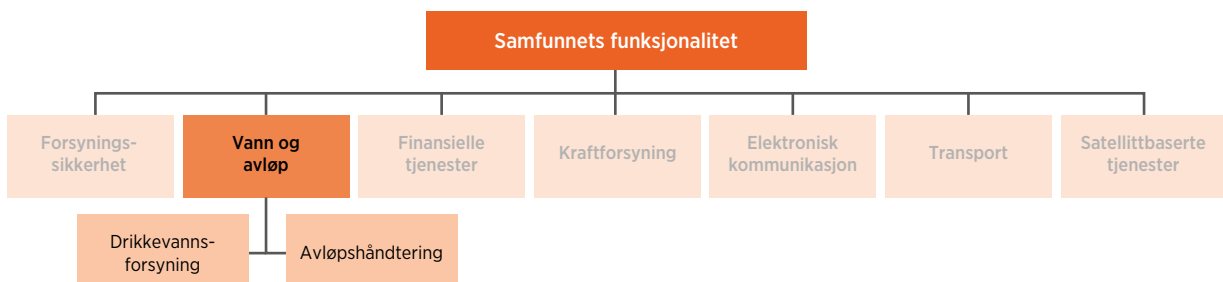 Samfunnets funksjonalitet
Forsynings-
sikkerhet
Vann og
avløp
Finansielle
tjenester
Kraftforsyning
Elektronisk
kommunikasjon
Transport
Satellittbaserte
tjenester
Drikkevanns-
forsyning
Avløpshåndtering